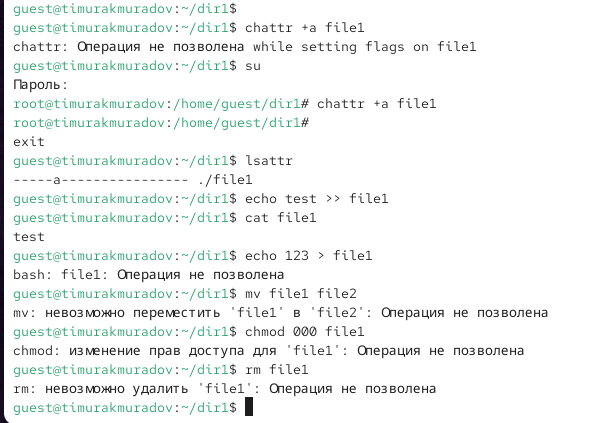 guest@timurakmuradov:~/dir1$
guest@timurakmuradov:~/dir1$ chattr +a file1
chattr: Операция не позволена while setting flags on file1
guest@timurakmuradov:~/dir1$ su
Пароль:
root@timurakmuradov:/home/guest/dir1# chattr +a file1
root@timurakmuradov:/home/guest/dir1#
exit
guest@timurakmuradov:~/dir1$ lsattr
-----a---------------- ./file1
guest@timurakmuradov:~/dir1$ echo test >> file1
guest@timurakmuradov:~/dir1$ cat file1
test
guest@timurakmuradov:~/dir1$ echo 123 > file1
bash: file1: Операция не позволена
guest@timurakmuradov:~/dir1$ mv file1 file2
mv: невозможно переместить 'file1' в 'file2': Операция не позволена
guest@timurakmuradov:~/dir1$ chmod 000 file1
chmod: изменение прав доступа для 'file1': Операция не позволена
guest@timurakmuradov:~/dir1$ rm file1
rm: невозможно удалить 'file1': Операция не позволена
guest@timurakmuradov:~/dir1$